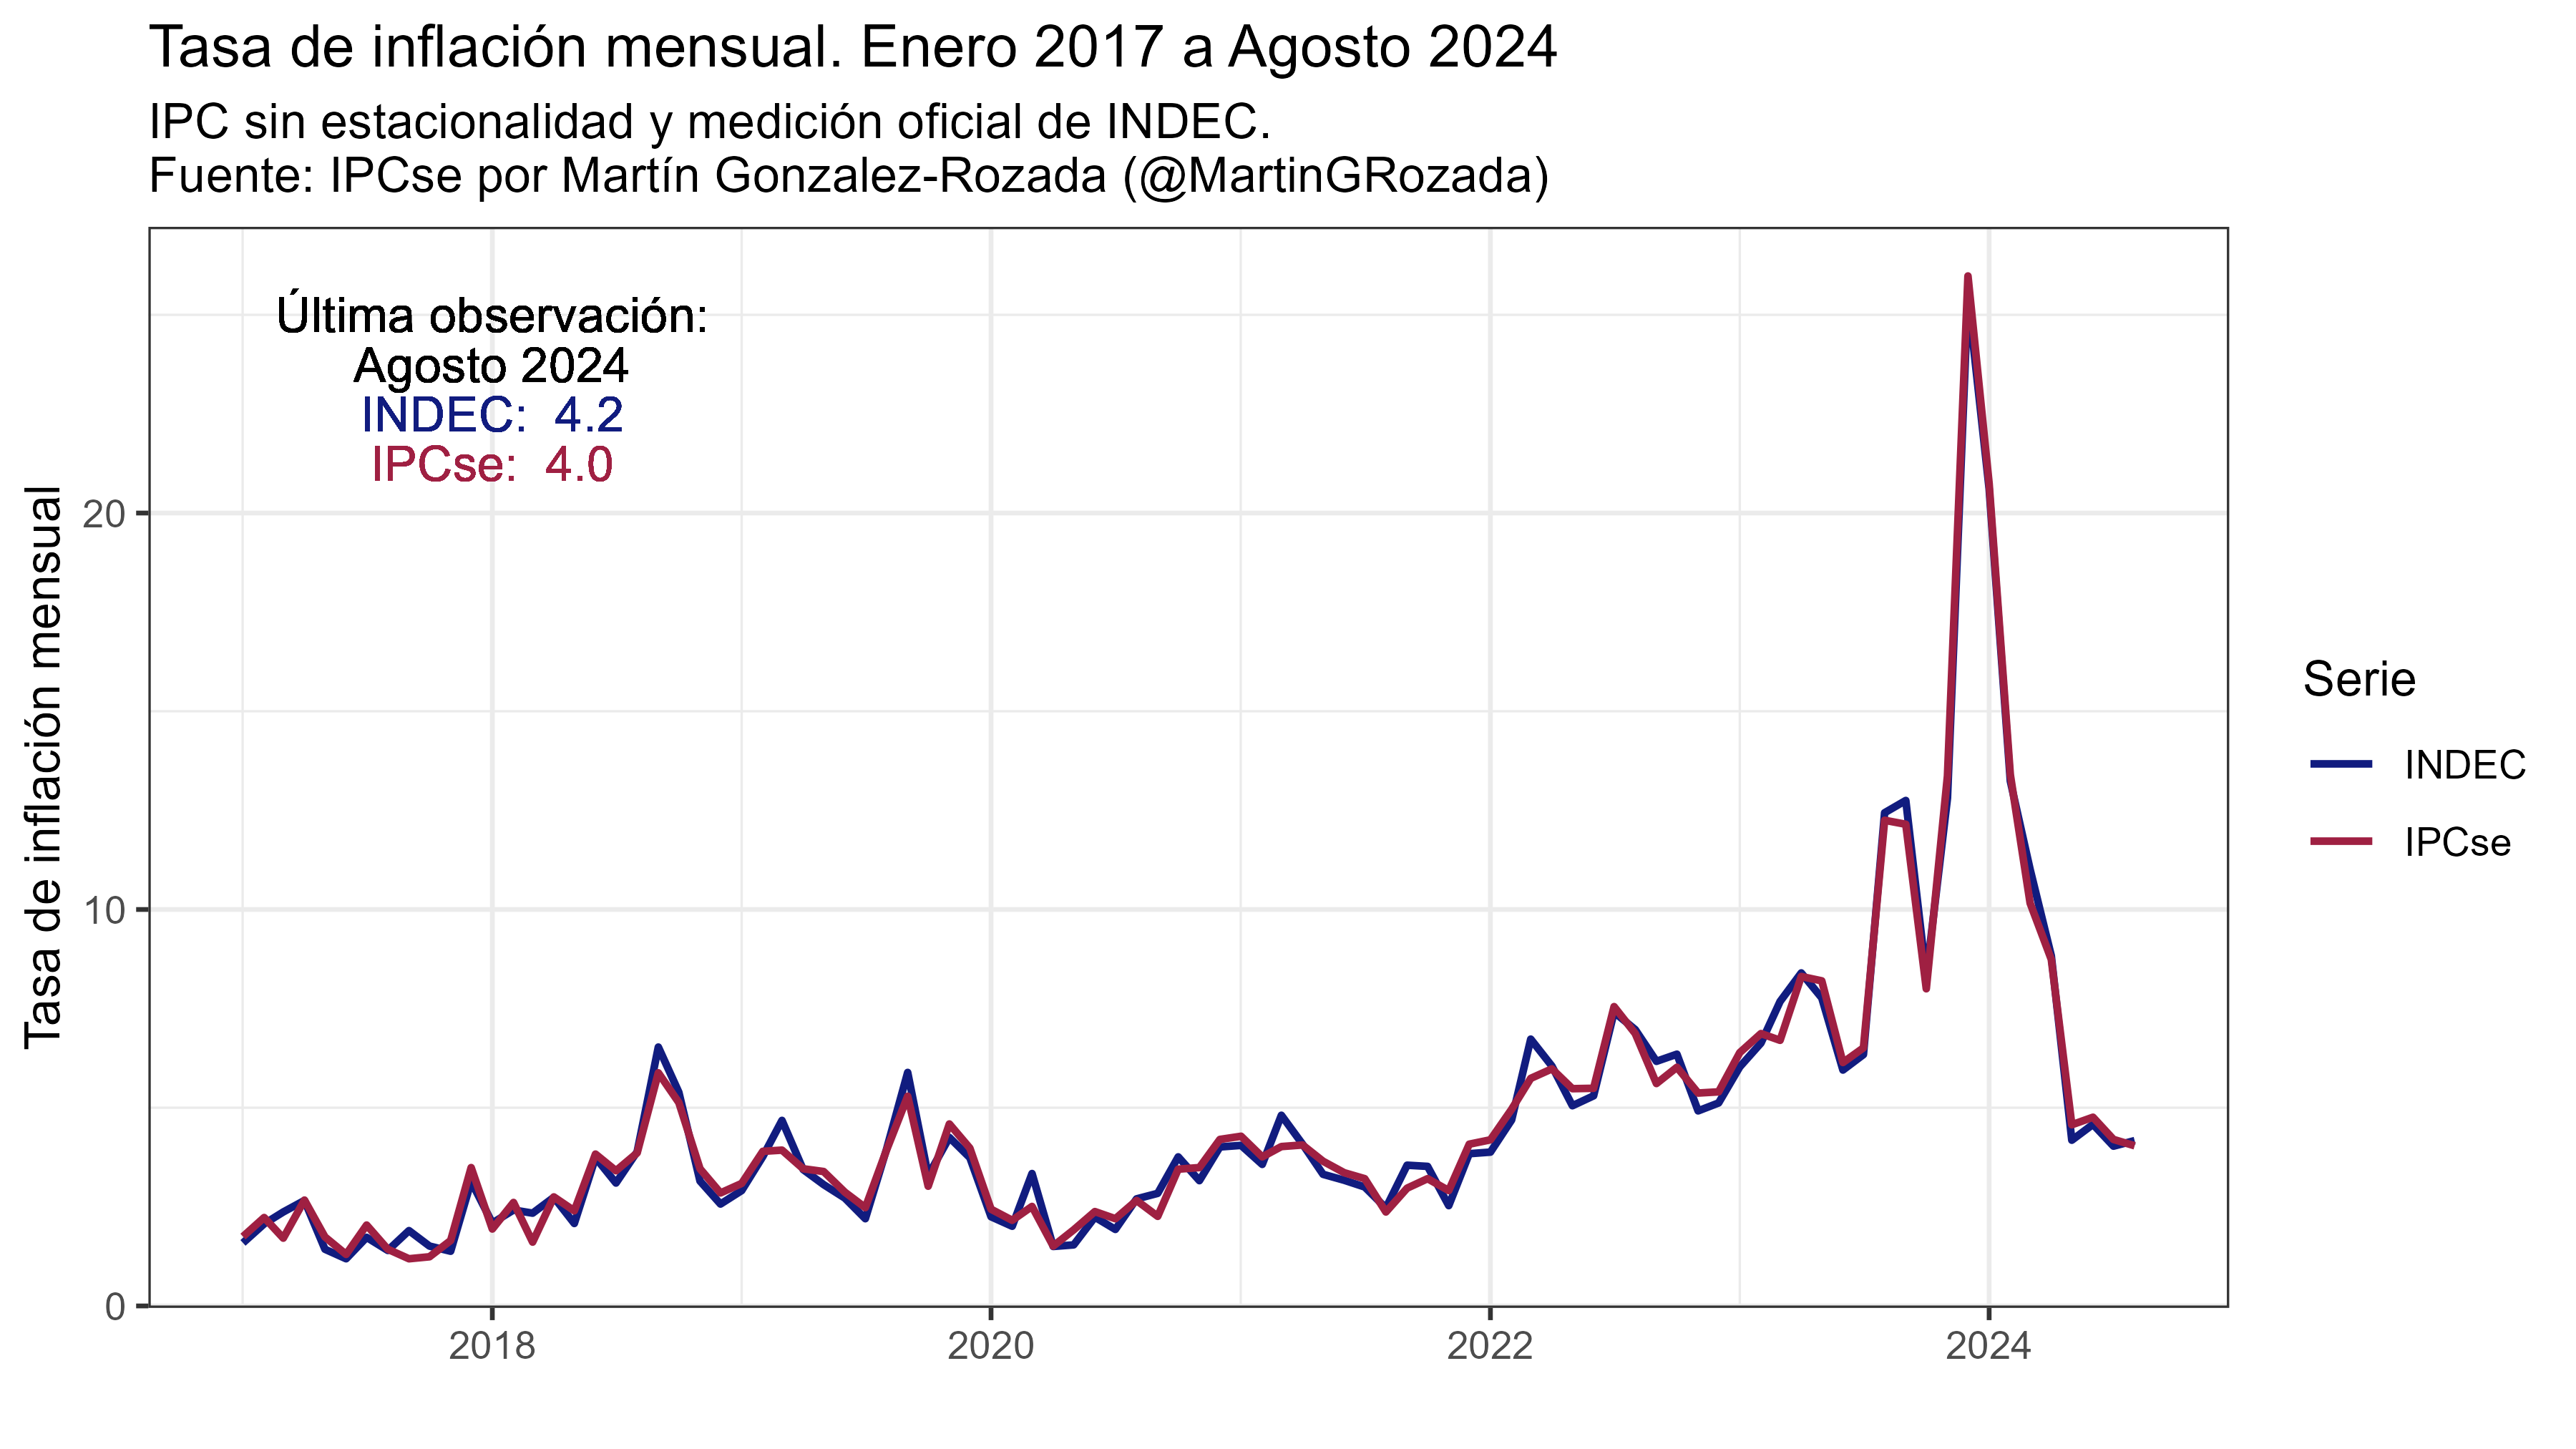 Tasa de inflación mensual. Enero 2017 a Agosto 2024
IPC sin estacionalidad y medición oficial de INDEC.
Fuente: IPCse por Martín Gonzalez-Rozada (@MartinGRozada)
Última observación:
Agosto 2024
INDEC: 4.2
IPCse: 4.0
Tasa de inflación mensual
20
10
0
2018
2020
2022
2024
Serie
INDEC
IPCse